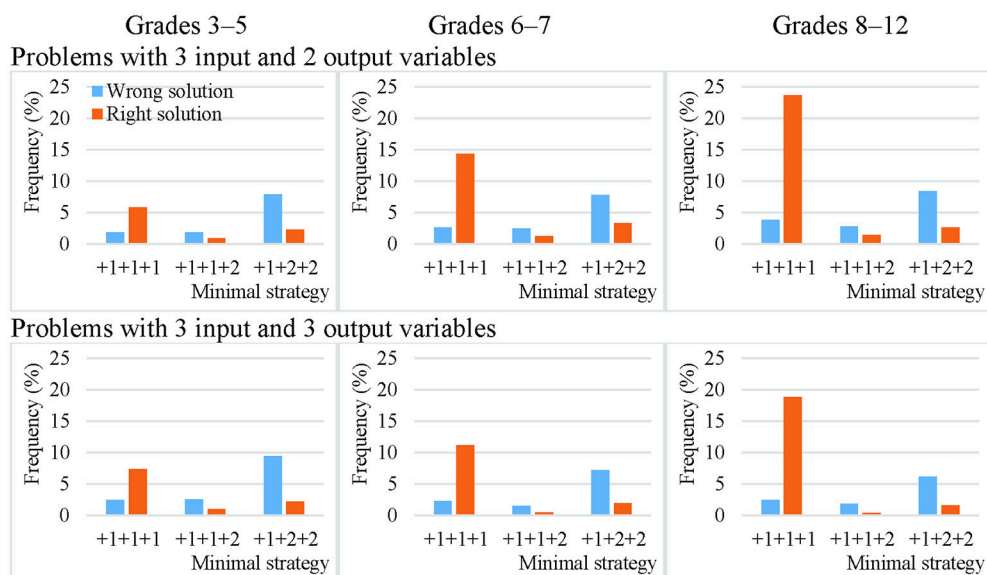 Grades 3–5 Grades 6–7 Grades 8–12
Problems with 3 input and 2 output variables
Frequency (%)
25
20
15
10
5
0
Wrong solution
Right solution
+1+1+1 +1+1+2 +1+2+2
Minimal strategy
Frequency (%)
25
20
15
10
5
0
+1+1+1 +1+1+2 +1+2+2
Minimal strategy
Frequency (%)
25
20
15
10
5
0
+1+1+1 +1+1+2 +1+2+2
Minimal strategy
Problems with 3 input and 3 output variables
Frequency (%)
25
20
15
10
5
0
+1+1+1 +1+1+2 +1+2+2
Minimal strategy
Frequency (%)
25
20
15
10
5
0
+1+1+1 +1+1+2 +1+2+2
Minimal strategy
Frequency (%)
25
20
15
10
5
0
+1+1+1 +1+1+2 +1+2+2
Minimal strategy